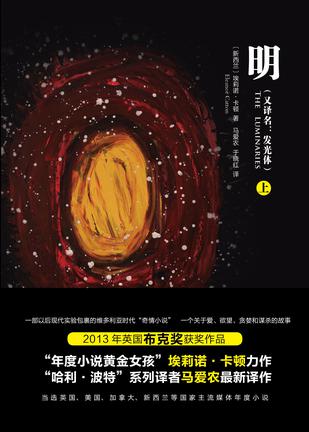 明
（又译名：发光体）
THE LUMINARIES
上
（新西兰）埃莉诺·卡顿 著
Eleanor Catton
马爱农 于晓红 译
一部以后现代实验包裹的维多利亚时代“奇情小说” 一个关于爱、欲望、贪婪和谋杀的故事
2013年英国布克奖获奖作品
“年度小说黄金女孩”埃莉诺·卡顿力作
“哈利·波特”系列译者马爱农最新译作
当选英国、美国、加拿大、新西兰等国家主流媒体年度小说